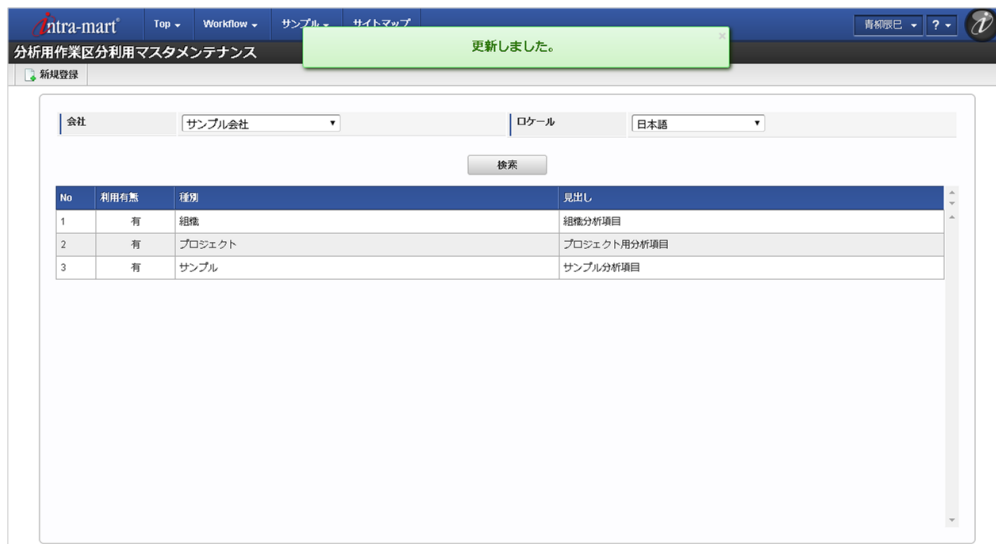 intra-mart Top Workflow サンプル サイトマップ 青柳辰巳 ?
更新しました。 ×
分析用作業区分利用マスタメンテナンス
新規登録
会社 サンプル会社 ロケール 日本語
検索
No 利用有無 種別 見出し
1 有 組織 組織分析項目
2 有 プロジェクト プロジェクト用分析項目
3 有 サンプル サンプル分析項目